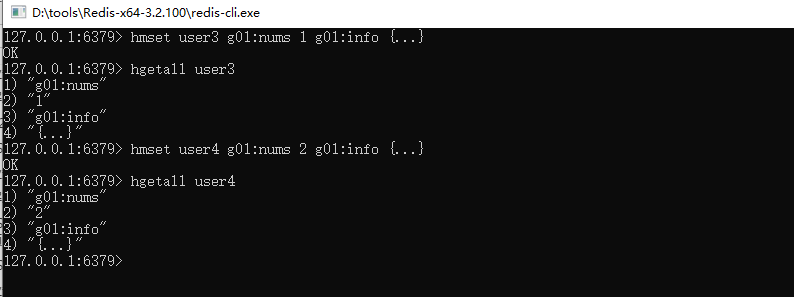 D:\tools\Redis-x64-3.2.100\redis-cli.exe
127.0.0.1:6379> hmset user3 g01:nums 1 g01:info {...}
OK
127.0.0.1:6379> hgetall user3
1) "g01:nums"
2) "1"
3) "g01:info"
4) "{...}"
127.0.0.1:6379> hmset user4 g01:nums 2 g01:info {...}
OK
127.0.0.1:6379> hgetall user4
1) "g01:nums"
2) "2"
3) "g01:info"
4) "{...}"
127.0.0.1:6379>